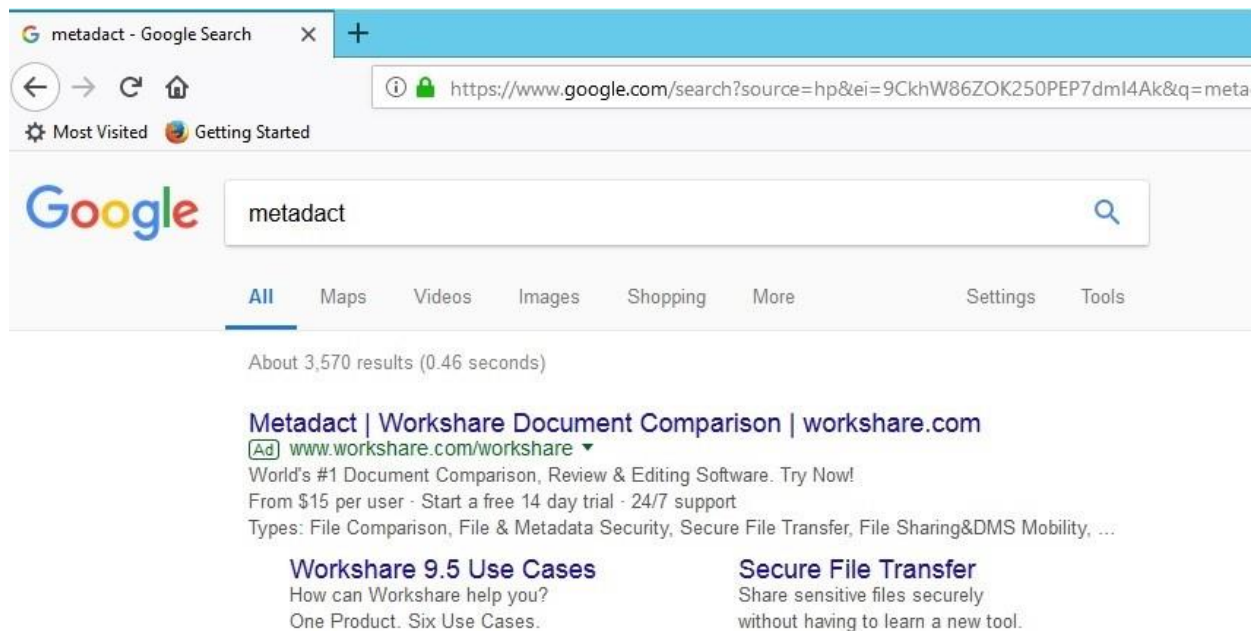 metadact - Google Search
https://www.google.com/search?source=hp&ei=9CkhW86ZOK250PEP7dmI4Ak&q=meta
Most Visited Getting Started
Google metadact
All Maps Videos Images Shopping More Settings Tools
About 3,570 results (0.46 seconds)
Metadact | Workshare Document Comparison | workshare.com
Ad www.workshare.com/workshare
World's #1 Document Comparison, Review & Editing Software. Try Now!
From $15 per user · Start a free 14 day trial · 24/7 support
Types: File Comparison, File & Metadata Security, Secure File Transfer, File Sharing&DMS Mobility, ...
Workshare 9.5 Use Cases
How can Workshare help you?
One Product. Six Use Cases.
Secure File Transfer
Share sensitive files securely
without having to learn a new tool.